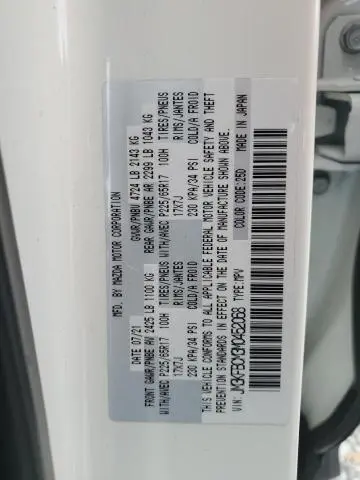 MFD. BY MAZDA MOTOR CORPORATION
DATE 07/21 GVWR/PNBV 4724 LB 2143 KG
FRONT GAWR/PNBE AV 2425 LB 1100 KG REAR GAWR/PNBE AR 2299 LB 1043 KG
WITH/AVEC P225/65R17 100H TIRES/PNEUS WITH/AVEC P225/65R17 100H TIRES/PNEUS
17X7J RIMS/JANTES 17X7J RIMS/JANTES
230 KPA/34 PSI COLD/A FROID 230 KPA/34 PSI COLD/A FROID
THIS VEHICLE CONFORMS TO ALL APPLICABLE FEDERAL MOTOR VEHICLE SAFETY AND THEFT
PREVENTION STANDARDS IN EFFECT ON THE DATE OF MANUFACTURE SHOWN ABOVE.
MADE IN JAPAN
VIN: JM3KFBCM3M0452068 TYPE:MPV COLOR CODE:25D